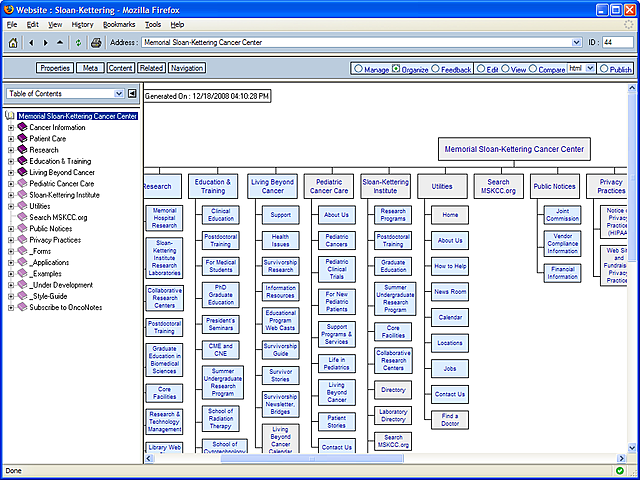 Website : Sloan-Kettering - Mozilla Firefox
File Edit View History Bookmarks Tools Help
Address : Memorial Sloan-Kettering Cancer Center ID : 44
Properties Meta Content Related Navigation Manage Organize Feedback Edit View Compare html Publish
Table of Contents
Generated On : 12/18/2008 04:10:28 PM
Memorial Sloan-Kettering Cancer Center
Cancer Information
Patient Care
Research
Education & Training
Living Beyond Cancer
Pediatric Cancer Care
Sloan-Kettering Institute
Utilities
Search MSKCC.org
Public Notices
Privacy Practices
_Forms
_Applications
_Examples
_Under Development
_Style-Guide
Subscribe to OncoNotes
Memorial Sloan-Kettering Cancer Center
Research
Memorial
Hospital
Research
Sloan-
Kettering
Institute
Research
Laboratories
Collaborative
Research
Centers
Postdoctoral
Training
Graduate
Education in
Biomedical
Sciences
Core
Facilities
Research &
Technology
Management
Library Web
Education &
Training
Clinical
Education
Postdoctoral
Training
For Medical
Students
PhD
Graduate
Education
President's
Seminars
CME and
CNE
Summer
Undergraduate
Research
Program
School of
Radiation
Therapy
School of
Cytotechnology
Living Beyond
Cancer
Support
Health
Issues
Survivorship
Research
Information
Resources
Educational
Program
Web Casts
Survivorship
Guide
Survivor
Stories
Survivorship
Newsletter,
Bridges
Living
Beyond
Cancer
Calendar
Pediatric
Cancer Care
About Us
Pediatric
Cancers
Pediatric
Clinical
Trials
For New
Pediatric
Patients
Support
Programs &
Services
Life in
Pediatrics
Living
Beyond
Cancer
Patient
Stories
Contact Us
Sloan-Kettering
Institute
Research
Programs
Postdoctoral
Training
Graduate
Education
Summer
Undergraduate
Research
Program
Core
Facilities
Collaborative
Research
Centers
Directory
Laboratory
Directory
Search
MSKCC.org
Utilities
Home
About Us
How to Help
News Room
Calendar
Locations
Jobs
Contact Us
Find a
Doctor
Search
MSKCC.org
Public Notices
Joint
Commission
Vendor
Compliance
Information
Financial
Information
Privacy
Practices
Notice of
Privacy
Practices
(HIPAA)
Web Site
and
Fundraising
Privacy
Practices
Done